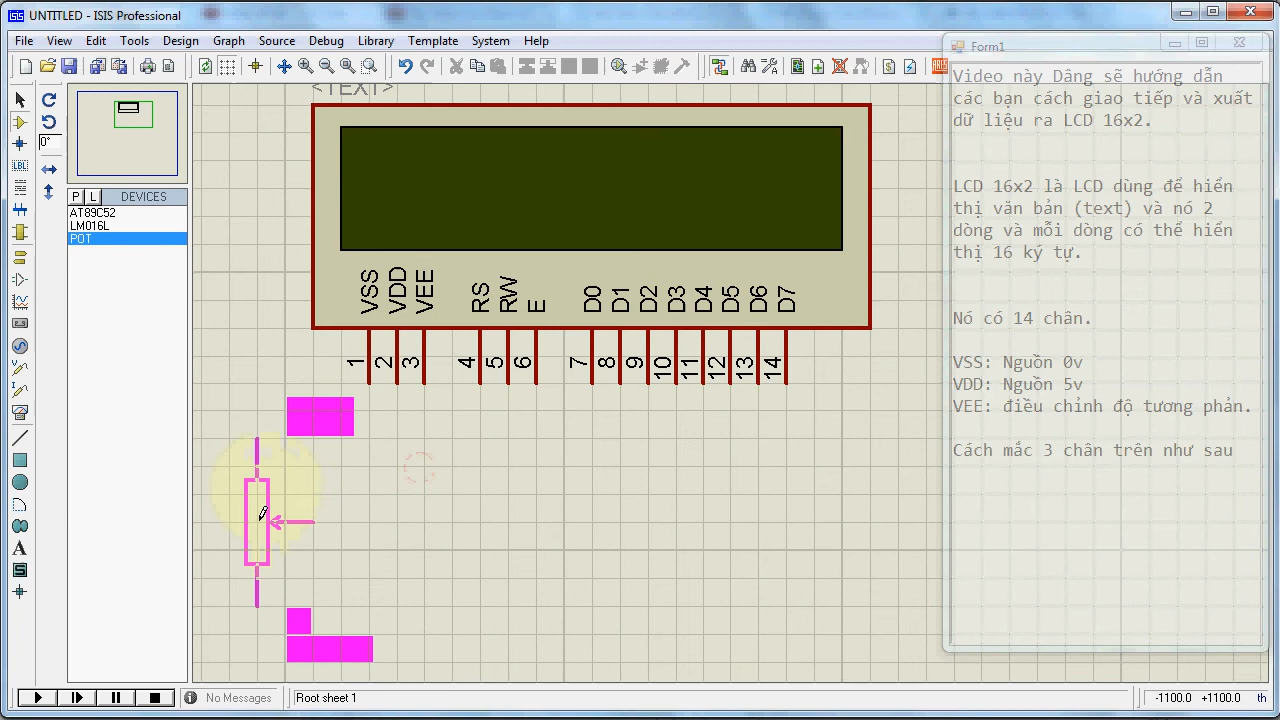 UNTITLED - ISIS Professional
File View Edit Tools Design Graph Source Debug Library Template System Help
ARES
LBL
0°
P L DEVICES
AT89C52
LM016L
POT
<TEXT>
VSS VDD VEE RS RW E D0 D1 D2 D3 D4 D5 D6 D7
1 2 3 4 5 6 7 8 9 10 11 12 13 14
Form1
Video này Dâng sẽ hướng dẫn
các bạn cách giao tiếp và xuất
dữ liệu ra LCD 16x2.
LCD 16x2 là LCD dùng để hiển
thị văn bản (text) và nó 2
dòng và mỗi dòng có thể hiển
thị 16 ký tự.
Nó có 14 chân.
VSS: Nguồn 0v
VDD: Nguồn 5v
VEE: điều chỉnh độ tương phản.
Cách mắc 3 chân trên như sau
No Messages
Root sheet 1
-1100.0 +1100.0 th